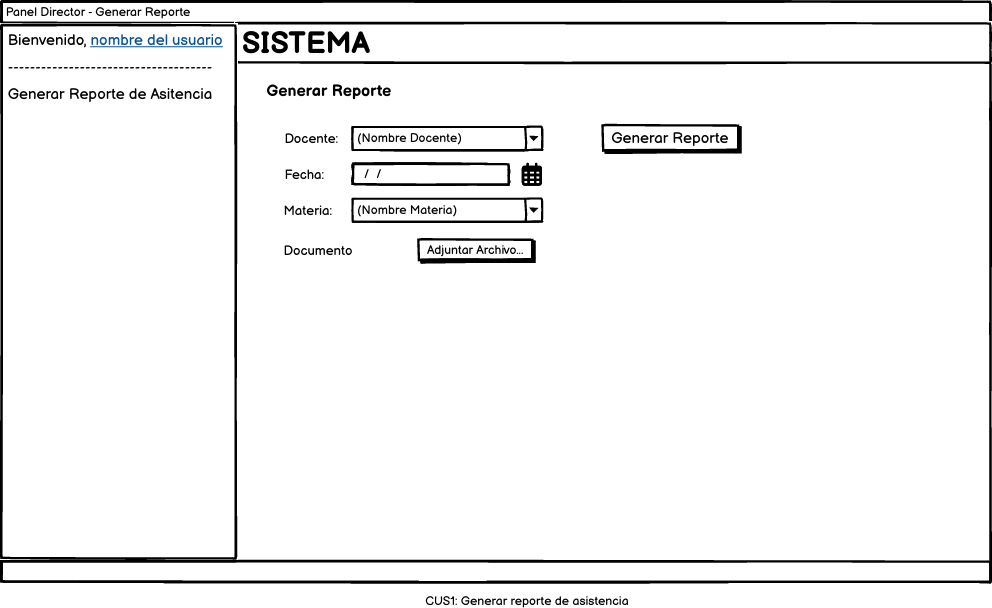 Panel Director - Generar Reporte
Bienvenido, nombre del usuario
------------------------------------
Generar Reporte de Asitencia
SISTEMA
Generar Reporte
Docente: (Nombre Docente)
Generar Reporte
Fecha: / /
Materia: (Nombre Materia)
Documento Adjuntar Archivo...
CUS1: Generar reporte de asistencia